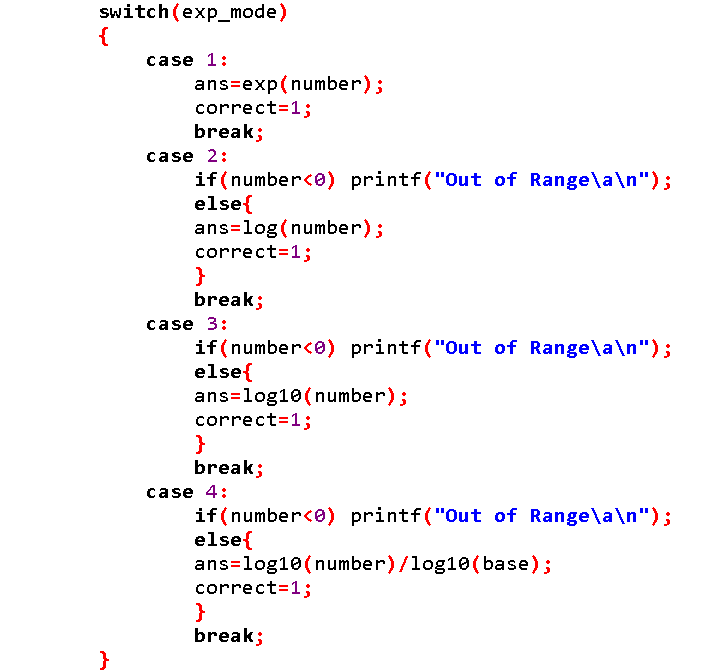 switch(exp_mode)
{
case 1:
ans=exp(number);
correct=1;
break;
case 2:
if(number<0) printf("Out of Range\a\n");
else{
ans=log(number);
correct=1;
}
break;
case 3:
if(number<0) printf("Out of Range\a\n");
else{
ans=log10(number);
correct=1;
}
break;
case 4:
if(number<0) printf("Out of Range\a\n");
else{
ans=log10(number)/log10(base);
correct=1;
}
break;
}